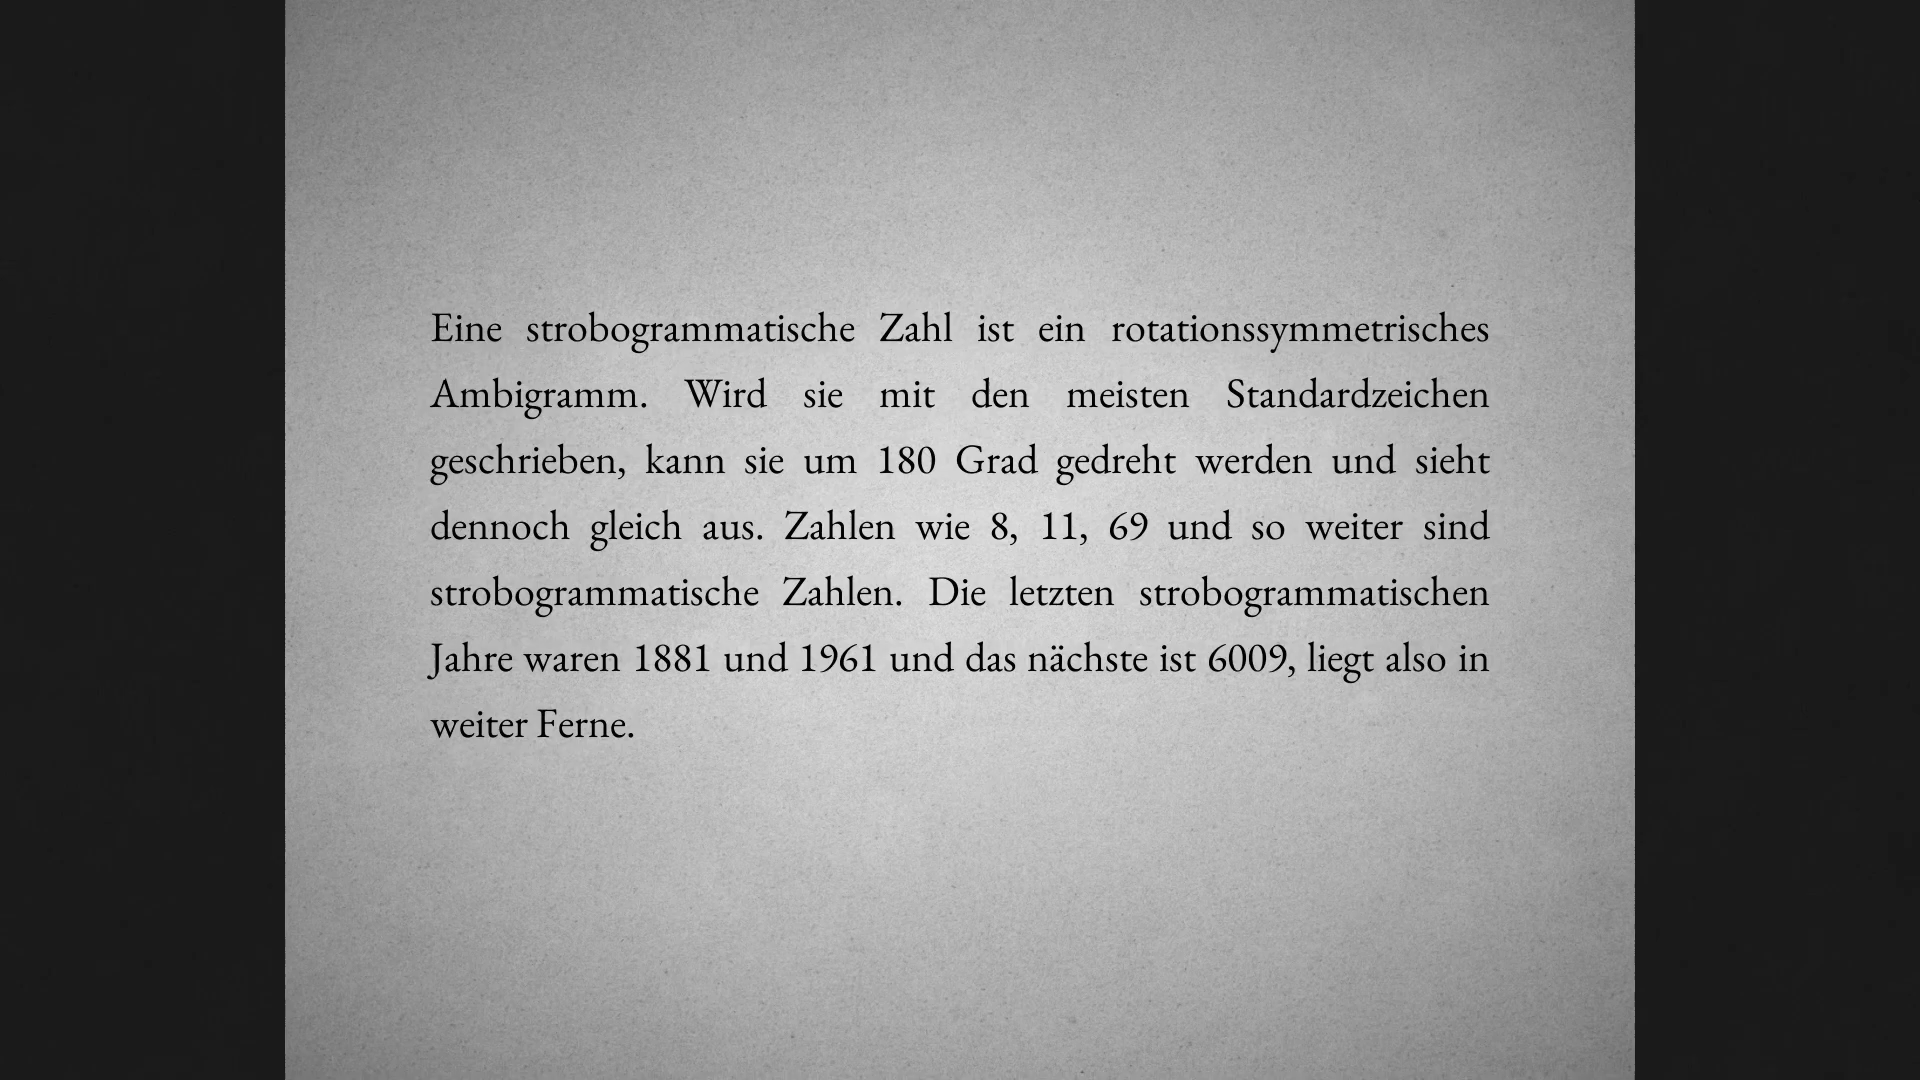 Eine strobogrammatische Zahl ist ein rotationssymmetrisches
Ambigramm. Wird sie mit den meisten Standardzeichen
geschrieben, kann sie um 180 Grad gedreht werden und sieht
dennoch gleich aus. Zahlen wie 8, 11, 69 und so weiter sind
strobogrammatische Zahlen. Die letzten strobogrammatischen
Jahre waren 1881 und 1961 und das nächste ist 6009, liegt also in
weiter Ferne.